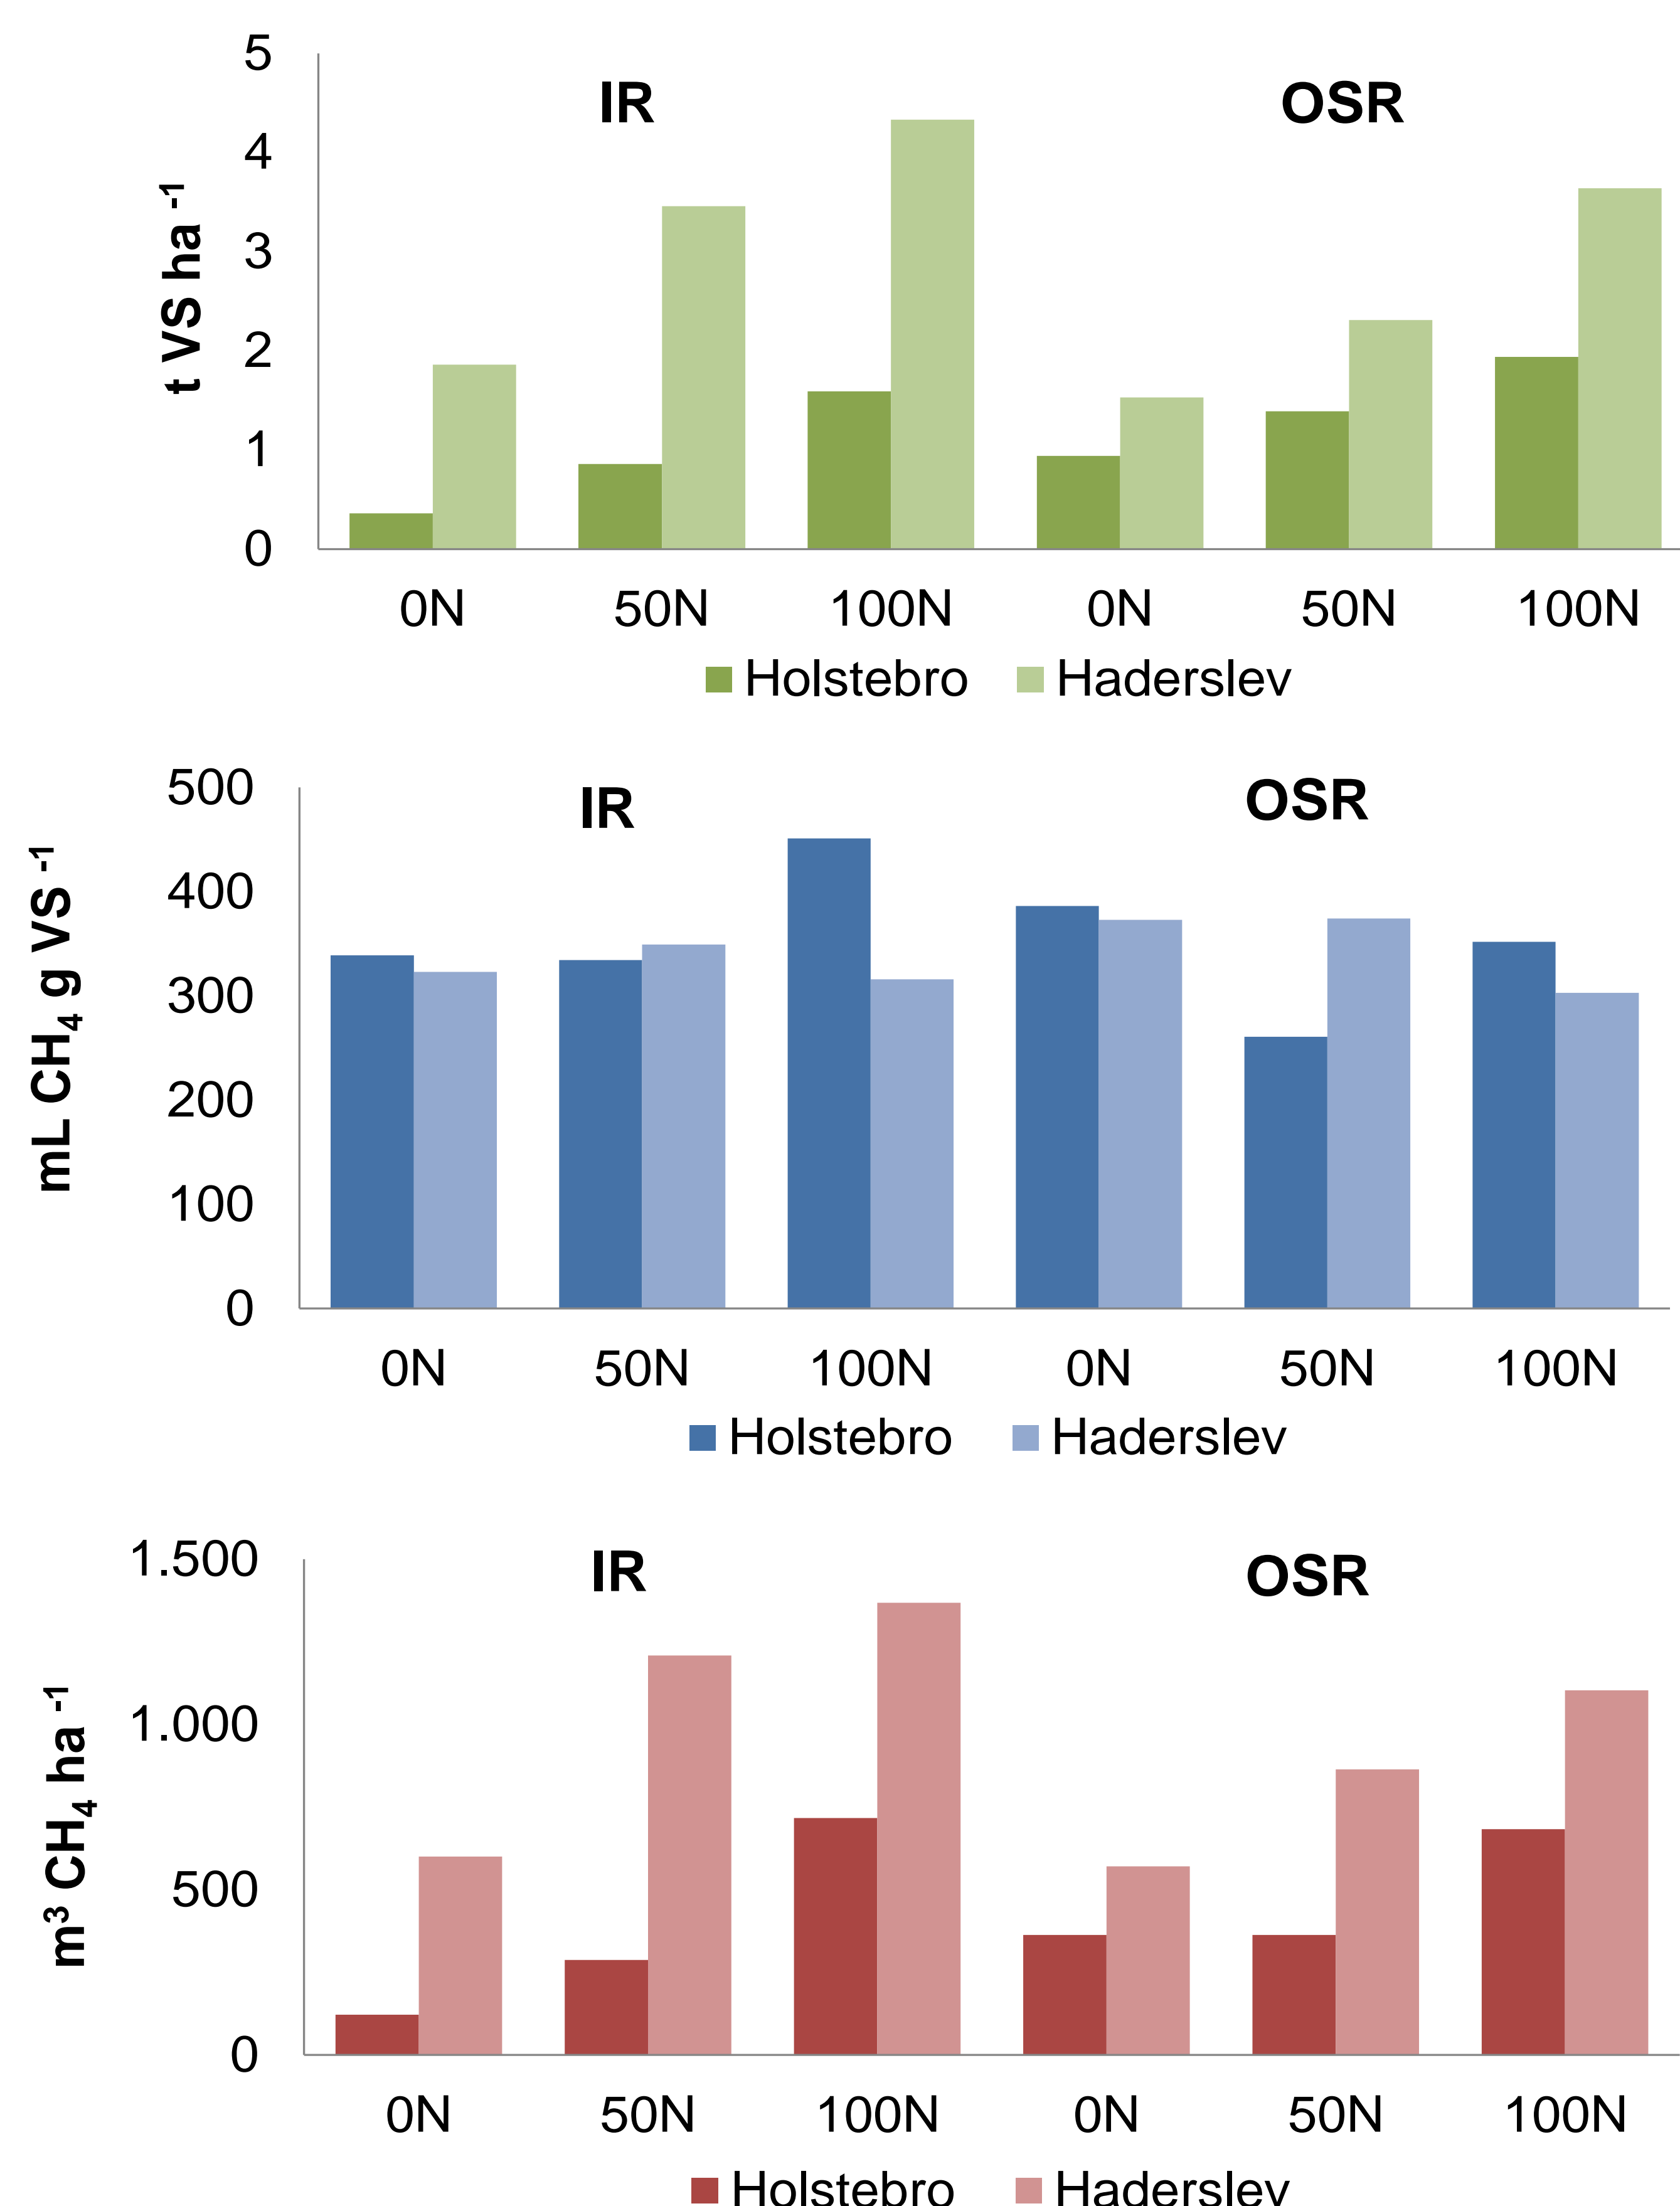 5
IR
OSR
4
3
2
1
0
t VS ha -1
0N 50N 100N 0N 50N 100N
Holstebro Haderslev
500
IR
OSR
400
300
200
100
0
mL CH4 g VS -1
0N 50N 100N 0N 50N 100N
Holstebro Haderslev
1.500
IR
OSR
1.000
500
0
m³ CH4 ha -1
0N 50N 100N 0N 50N 100N
Holstebro Haderslev